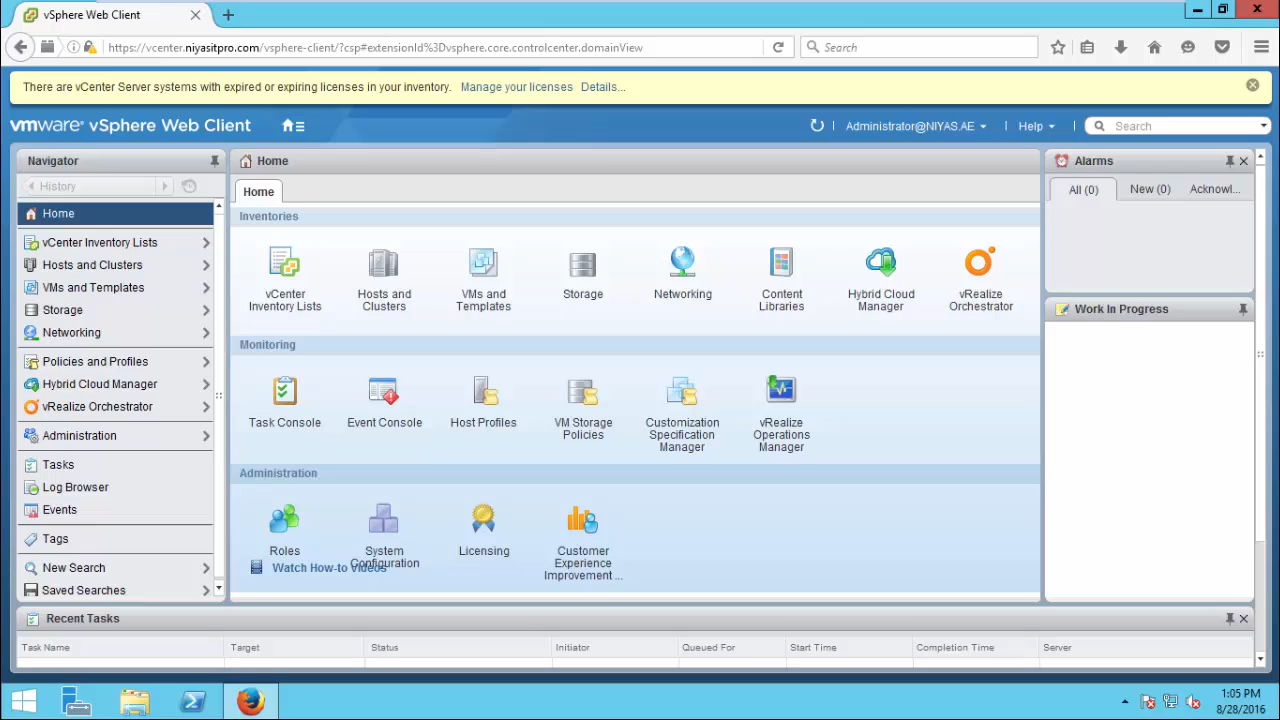 vSphere Web Client
https://vcenter.niyasitpro.com/vsphere-client/?csp#extensionId%3Dvsphere.core.controlcenter.domainView
Search
There are vCenter Server systems with expired or expiring licenses in your inventory. Manage your licenses Details...
vmware vSphere Web Client
Administrator@NIYAS.AE
Help
Search
Navigator
History
Home
vCenter Inventory Lists
Hosts and Clusters
VMs and Templates
Storage
Networking
Policies and Profiles
Hybrid Cloud Manager
vRealize Orchestrator
Administration
Tasks
Log Browser
Events
Tags
New Search
Saved Searches
Home
Home
Inventories
vCenter Inventory Lists
Hosts and Clusters
VMs and Templates
Storage
Networking
Content Libraries
Hybrid Cloud Manager
vRealize Orchestrator
Monitoring
Task Console
Event Console
Host Profiles
VM Storage Policies
Customization Specification Manager
vRealize Operations Manager
Administration
Roles
System Configuration
Licensing
Customer Experience Improvement ...
Watch How-to Videos
Alarms
All (0)
New (0)
Acknowl...
Work In Progress
Recent Tasks
Task Name Target Status Initiator Queued For Start Time Completion Time Server
1:05 PM
8/28/2016